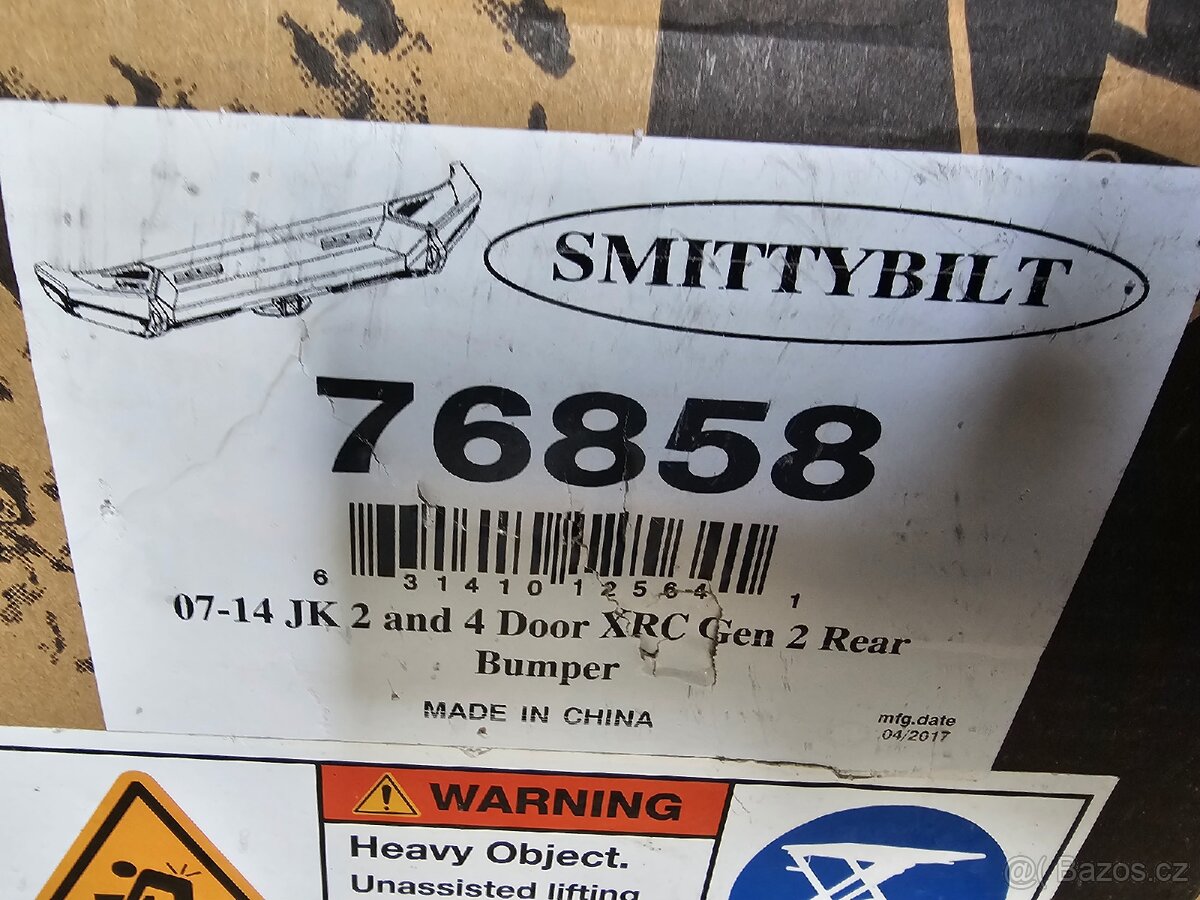 SMITTYBILT
76858
6 31410 12564 1
07-14 JK 2 and 4 Door XRC Gen 2 Rear
Bumper
MADE IN CHINA
mfg.date
04/2017
WARNING
Heavy Object.
Unassisted lifting
Bazos.cz